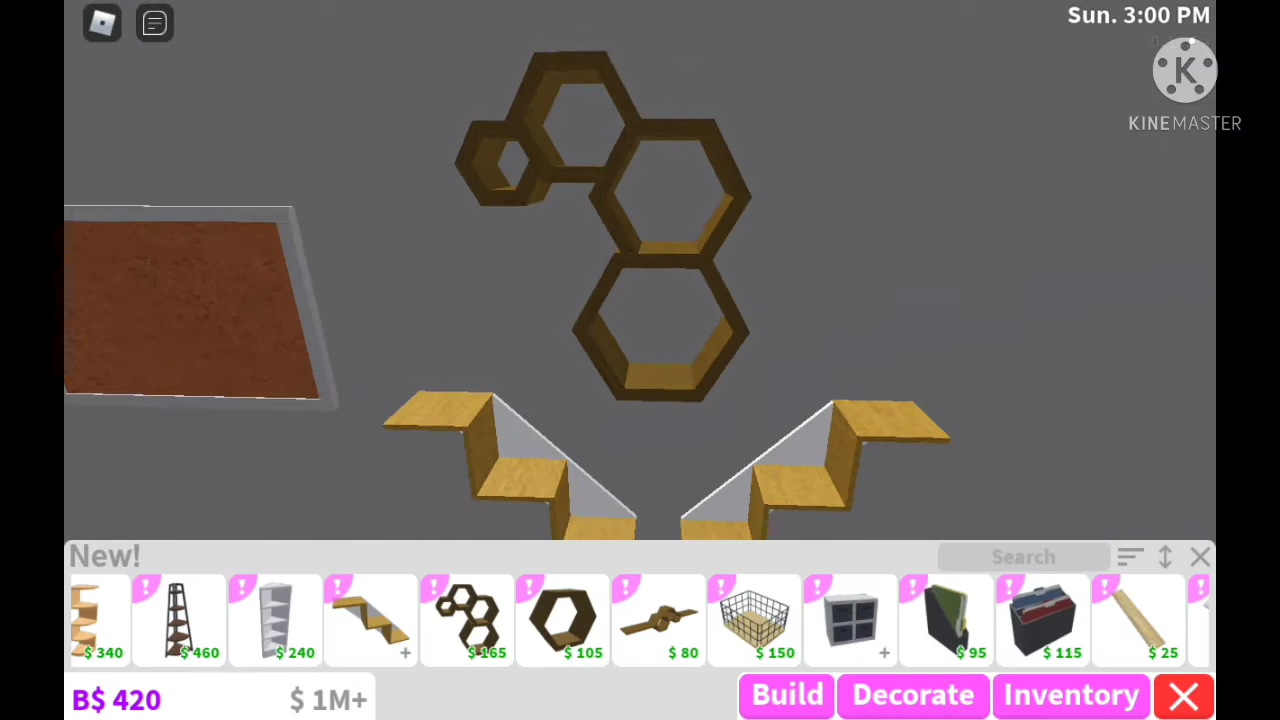 Sun. 3:00 PM
K
KINEMASTER
New!
Search
$ 340
$ 460
$ 240
+
$ 165
$ 105
$ 80
$ 150
+
$ 95
$ 115
$ 25
B$ 420
$ 1M+
Build
Decorate
Inventory